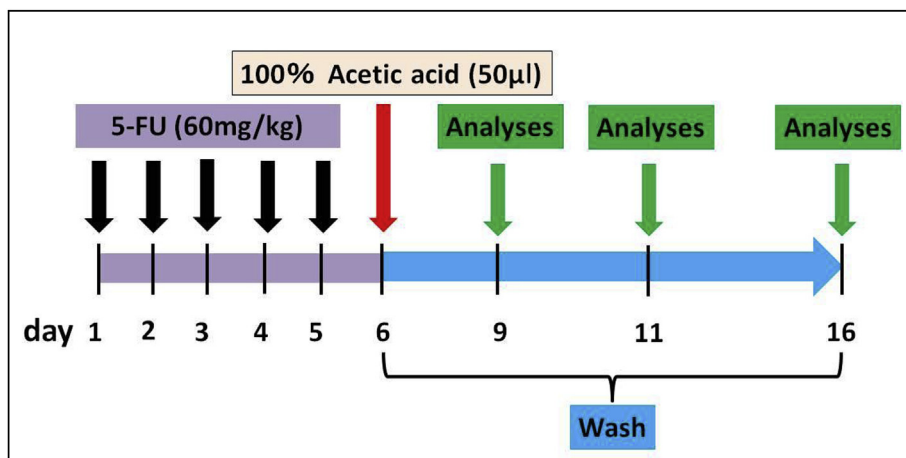 100% Acetic acid (50µl)
5-FU (60mg/kg)
Analyses Analyses Analyses
day 1 2 3 4 5 6 9 11 16
Wash